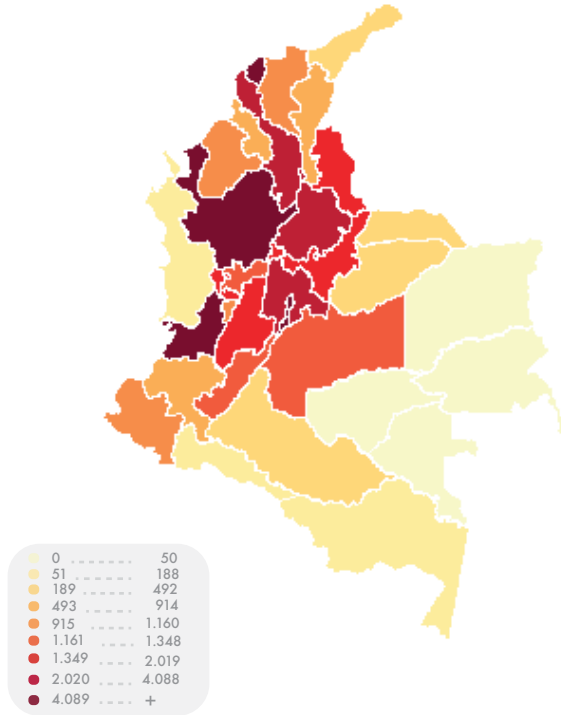 0 ........ 50
51 ........ 188
189 ........ 492
493 ........ 914
915 ........ 1.160
1.161 ........ 1.348
1.349 ........ 2.019
2.020 ........ 4.088
4.089 ........ +